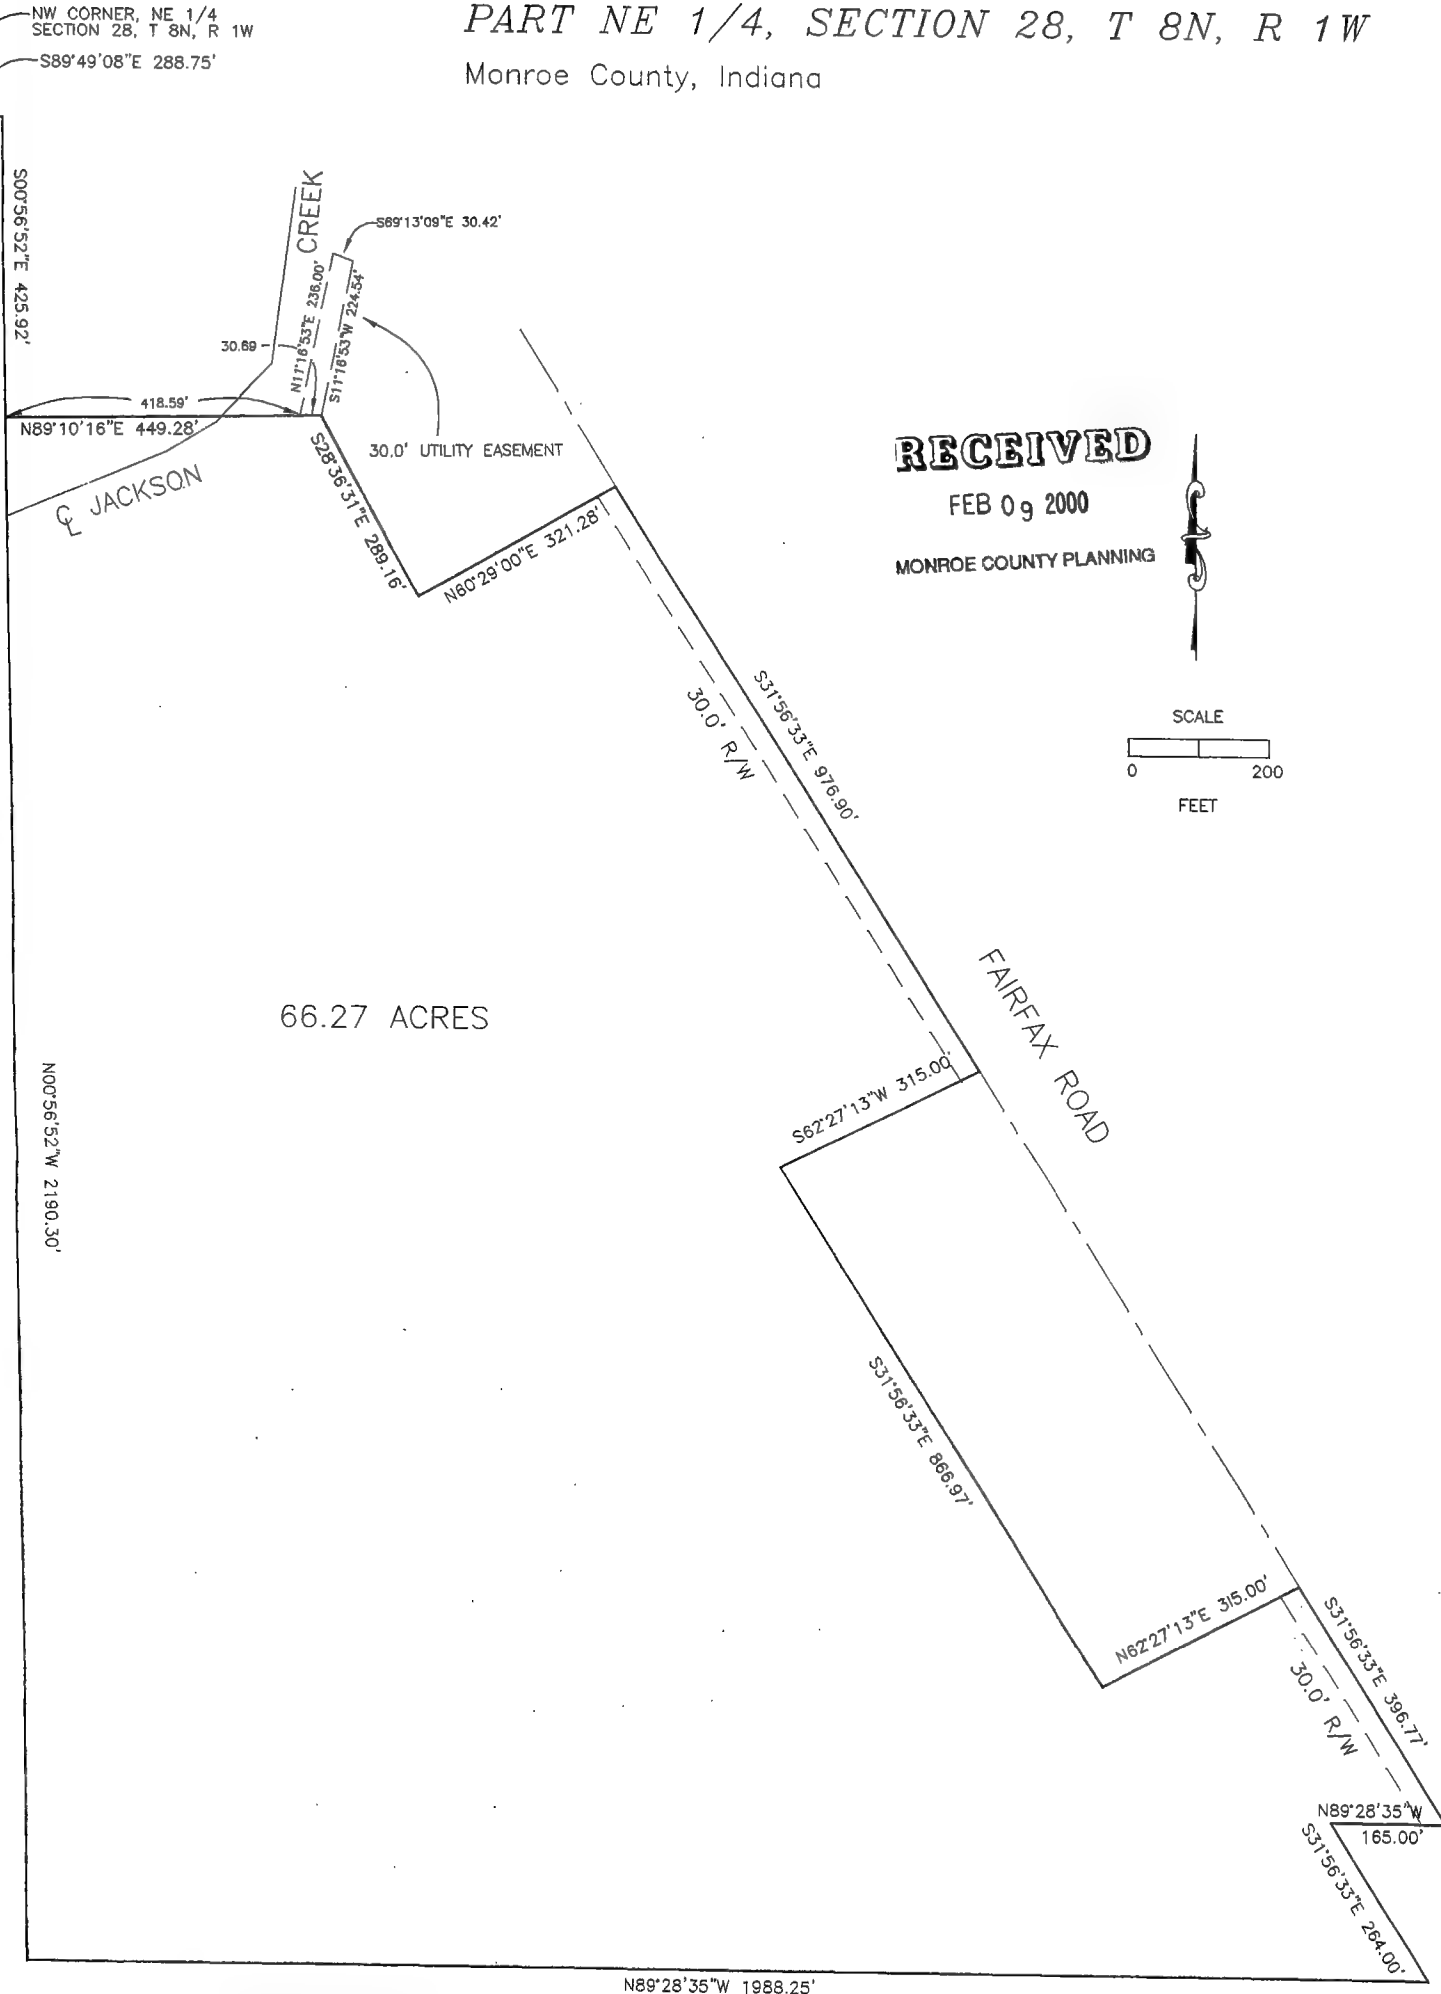 NW CORNER, NE 1/4
SECTION 28, T 8N, R 1W
S89°49'08"E 288.75'
PART NE 1/4, SECTION 28, T 8N, R 1W
Monroe County, Indiana
S00°56'52"E 425.92'
CREEK
S69°13'09"E 30.42'
N11°16'53"E 236.00'
S11°16'53"W 224.54'
30.69
418.59'
N89°10'16"E 449.28'
30.0' UTILITY EASEMENT
℄ JACKSON
S28°36'31"E 289.16'
N60°29'00"E 321.28'
RECEIVED
FEB 09 2000
MONROE COUNTY PLANNING
SCALE
0 200
FEET
S31°56'33"E 976.90'
30.0' R/W
FAIRFAX ROAD
66.27 ACRES
S62°27'13"W 315.00'
N00°56'52"W 2190.30'
S31°56'33"E 866.97'
N62°27'13"E 315.00'
S31°56'33"E 396.77'
30.0' R/W
N89°28'35"W
165.00'
S31°56'33"E 264.00'
N89°28'35"W 1988.25'